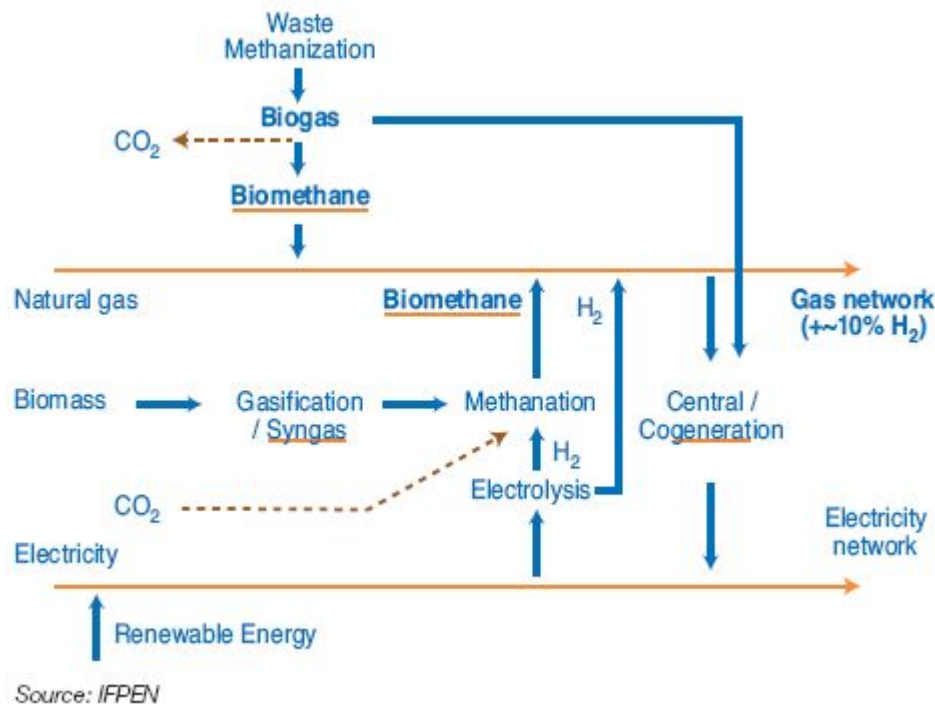 Waste
Methanization
Biogas
CO₂
Biomethane
Natural gas
Biomethane
H₂
Gas network
(+~10% H₂)
Biomass
Gasification
/ Syngas
Methanation
Central /
Cogeneration
H₂
CO₂
Electrolysis
Electricity
Electricity
network
Renewable Energy
Source: IFPEN